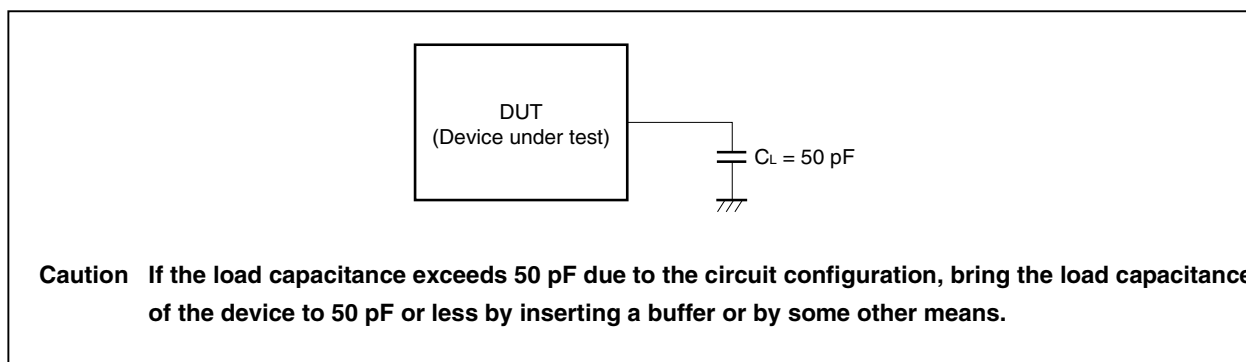 DUT
(Device under test)
CL = 50 pF
Caution If the load capacitance exceeds 50 pF due to the circuit configuration, bring the load capacitance
of the device to 50 pF or less by inserting a buffer or by some other means.